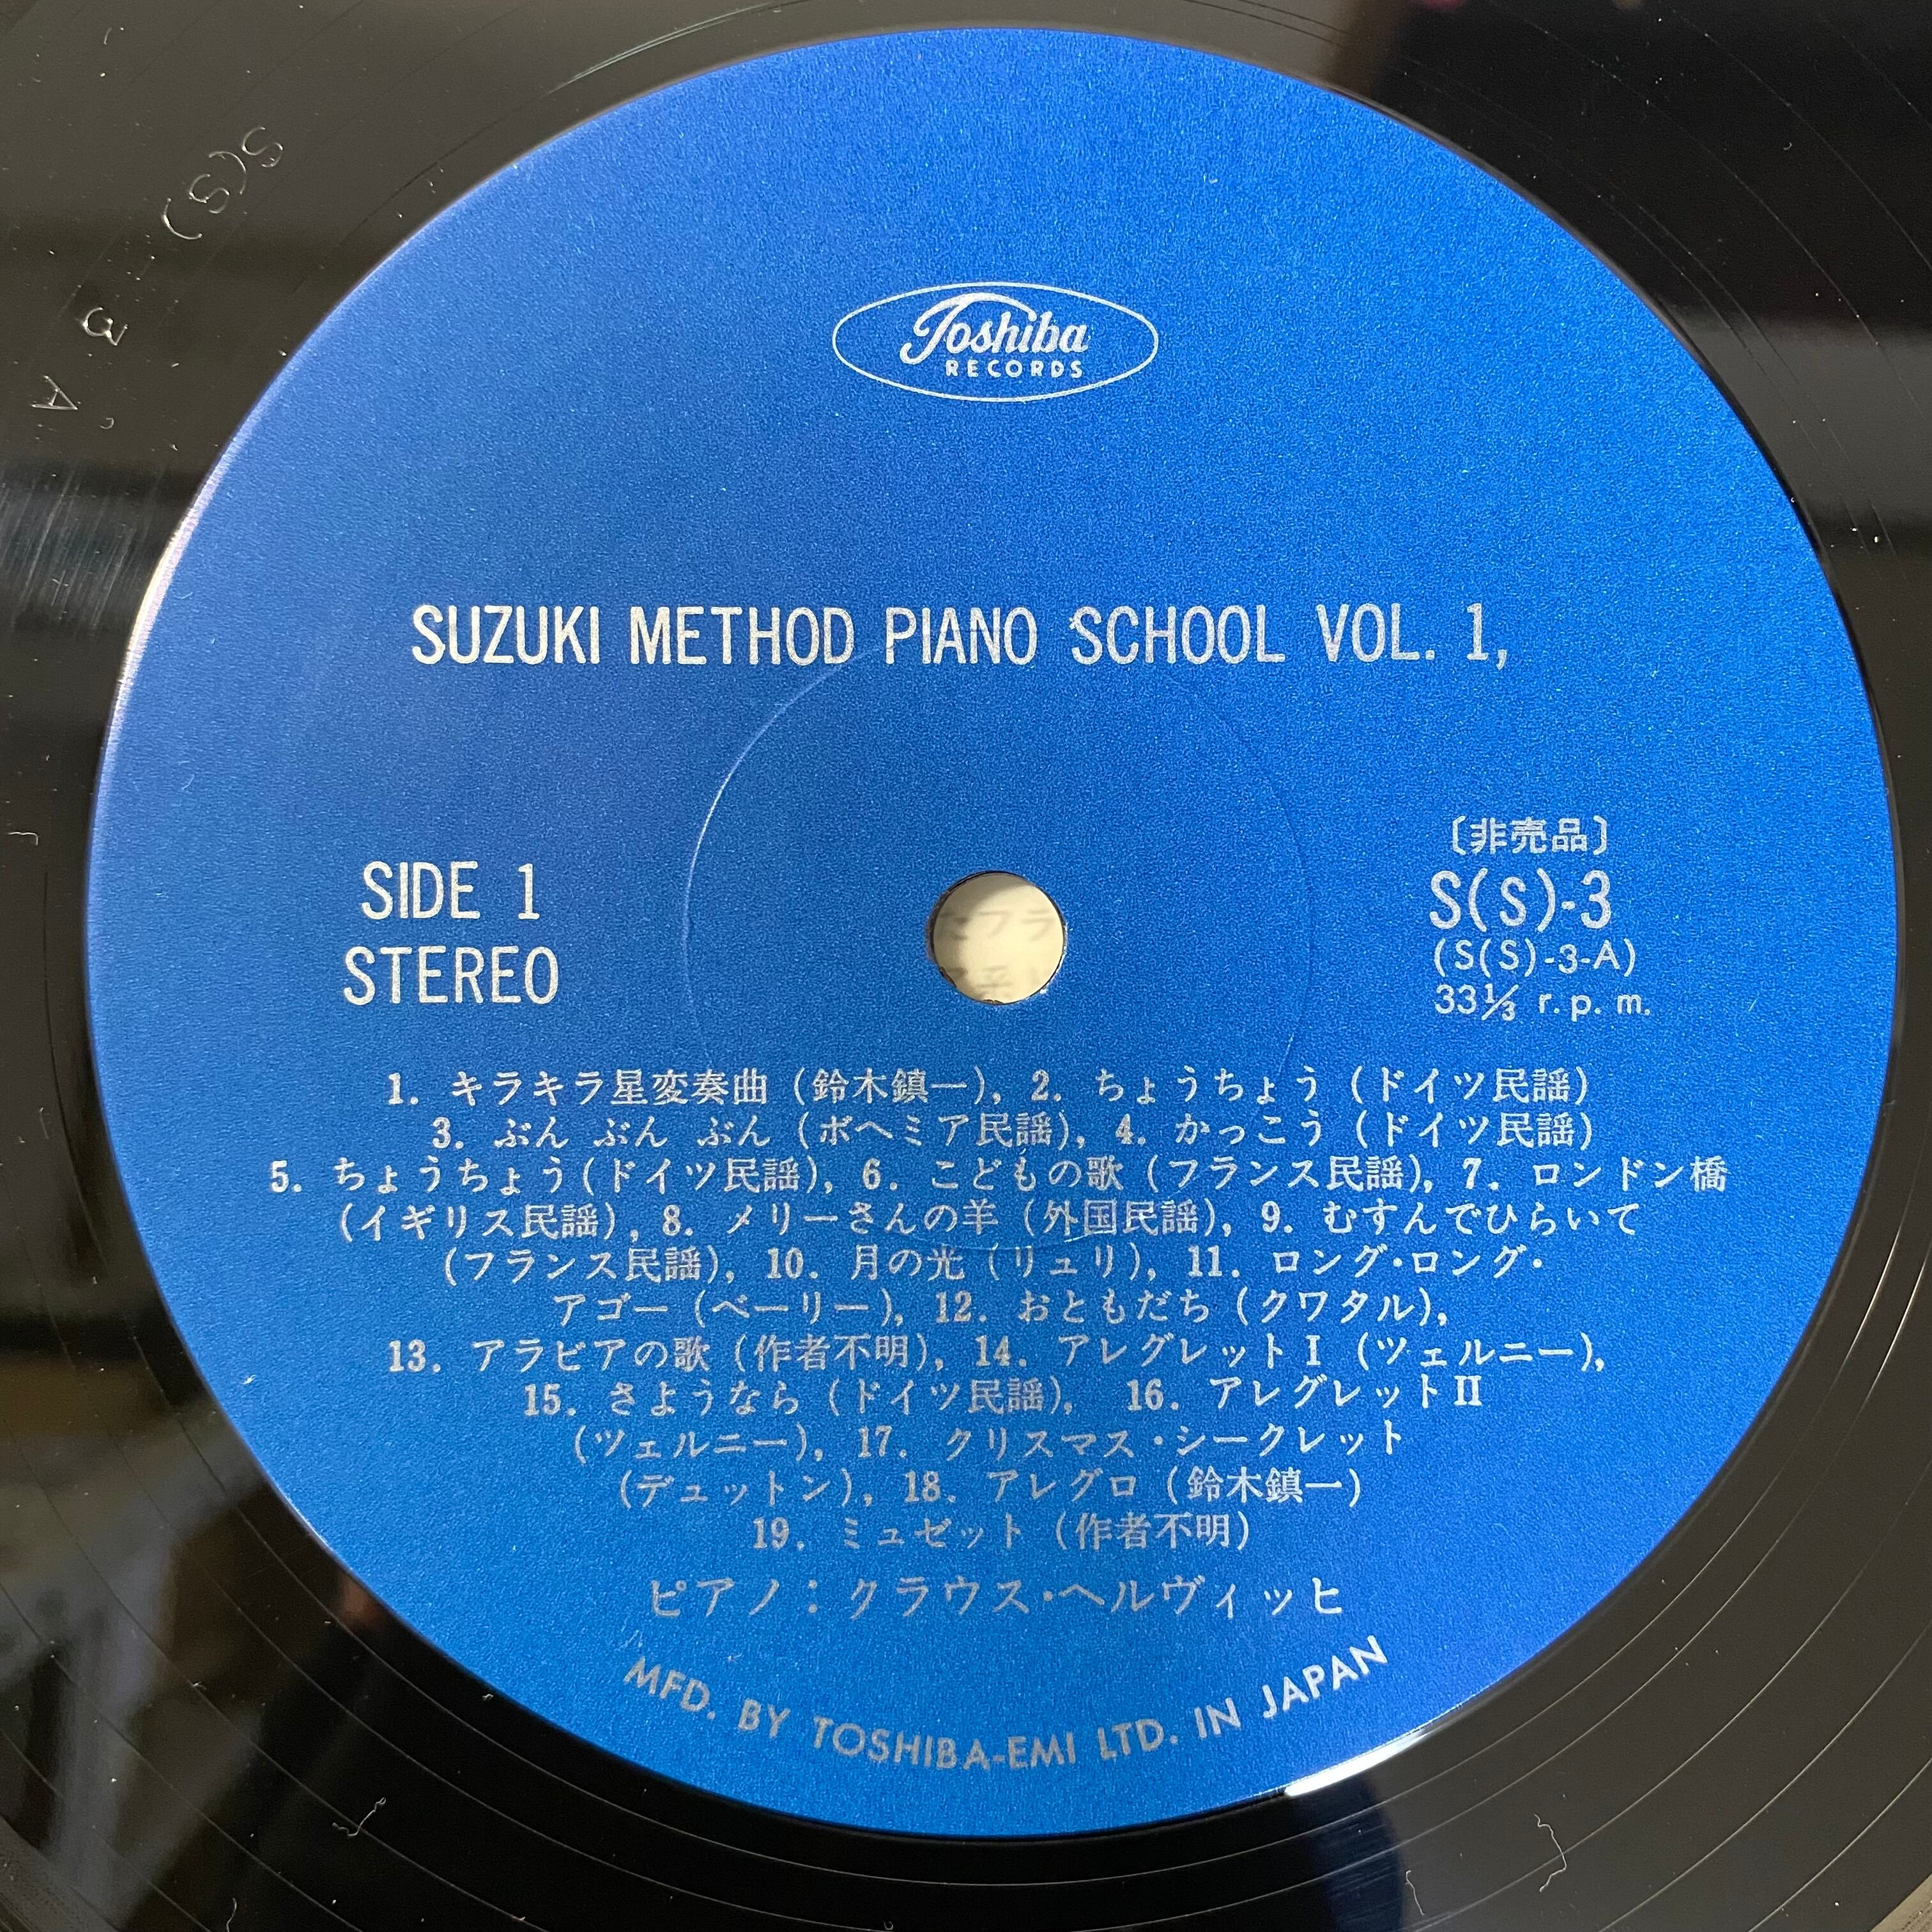 Toshiba
RECORDS
SUZUKI METHOD PIANO SCHOOL VOL. 1,
SIDE 1
STEREO
〔非売品〕
S(S)-3
(S(S)-3-A)
33⅓ r.p.m.
1. キラキラ星変奏曲 (鈴木鎮一), 2. ちょうちょう (ドイツ民謡)
3. ぶん ぶん ぶん (ボヘミア民謡), 4. かっこう (ドイツ民謡)
5. ちょうちょう(ドイツ民謡), 6. こどもの歌 (フランス民謡), 7. ロンドン橋
(イギリス民謡), 8. メリーさんの羊 (外国民謡), 9. むすんでひらいて
(フランス民謡), 10. 月の光 (リュリ), 11. ロング・ロング・
アゴー (ベーリー), 12. おともだち (クワタル),
13. アラビアの歌 (作者不明), 14. アレグレットⅠ (ツェルニー),
15. さようなら (ドイツ民謡), 16. アレグレットⅡ
(ツェルニー), 17. クリスマス・シークレット
(デュットン), 18. アレグロ (鈴木鎮一)
19. ミュゼット (作者不明)
ピアノ：クラウス・ヘルヴィッヒ
MFD. BY TOSHIBA-EMI LTD. IN JAPAN
S(S)-3 A